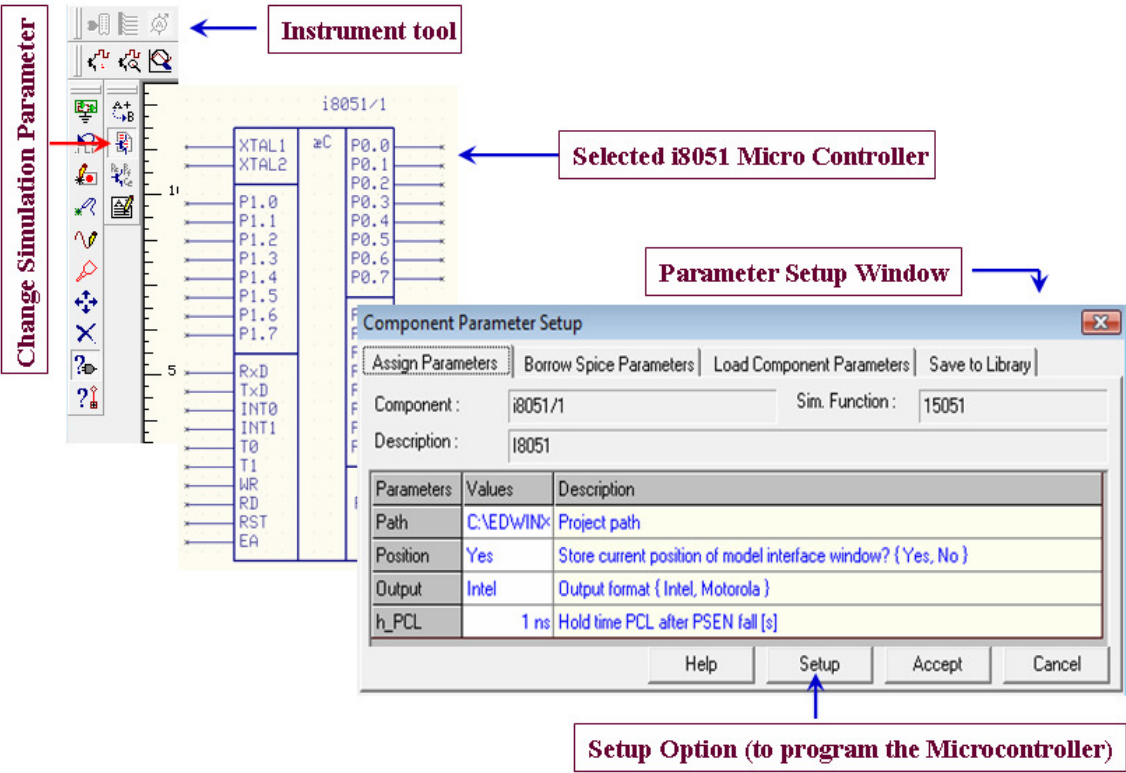 Change Simulation Parameter
Instrument tool
A+
B
10
5
i8051/1
XTAL1
XTAL2
P1.0
P1.1
P1.2
P1.3
P1.4
P1.5
P1.6
P1.7
RxD
TxD
INT0
INT1
T0
T1
WR
RD
RST
EA
æC
P0.0
P0.1
P0.2
P0.3
P0.4
P0.5
P0.6
P0.7
Selected i8051 Micro Controller
Parameter Setup Window
Component Parameter Setup
Assign Parameters Borrow Spice Parameters Load Component Parameters Save to Library
Component : i8051/1 Sim. Function : 15051
Description : I8051
Parameters Values Description
Path C:\EDWINX Project path
Position Yes Store current position of model interface window? { Yes, No }
Output Intel Output format { Intel, Motorola }
h_PCL 1 ns Hold time PCL after PSEN fall [s]
Help Setup Accept Cancel
Setup Option (to program the Microcontroller)